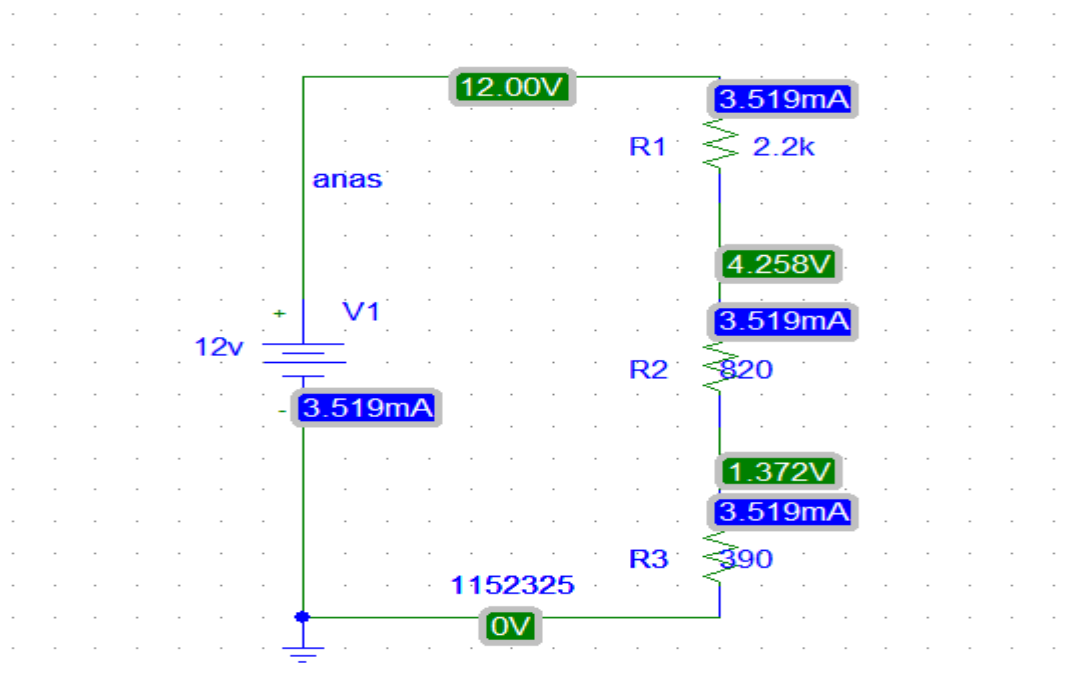 12.00V
3.519mA
R1 2.2k
anas
4.258V
+ V1
3.519mA
12v
R2 820
- 3.519mA
1.372V
3.519mA
R3 390
1152325
0V